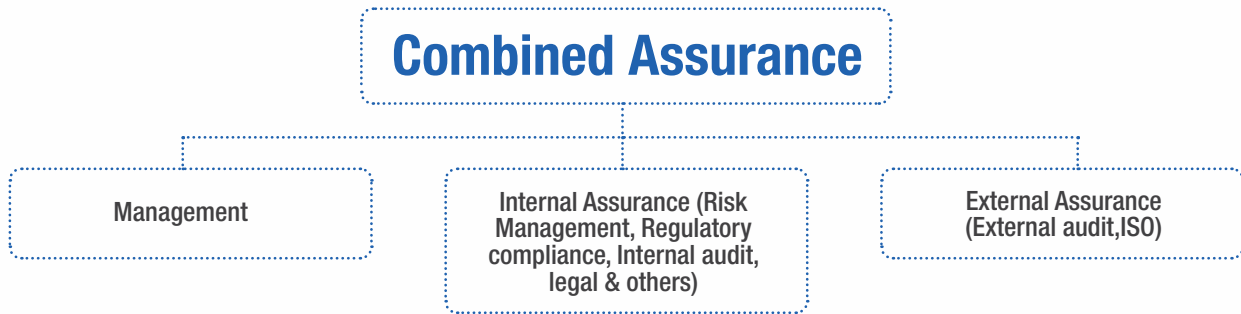 Combined Assurance
Management
Internal Assurance (Risk
Management, Regulatory
compliance, Internal audit,
legal & others)
External Assurance
(External audit,ISO)